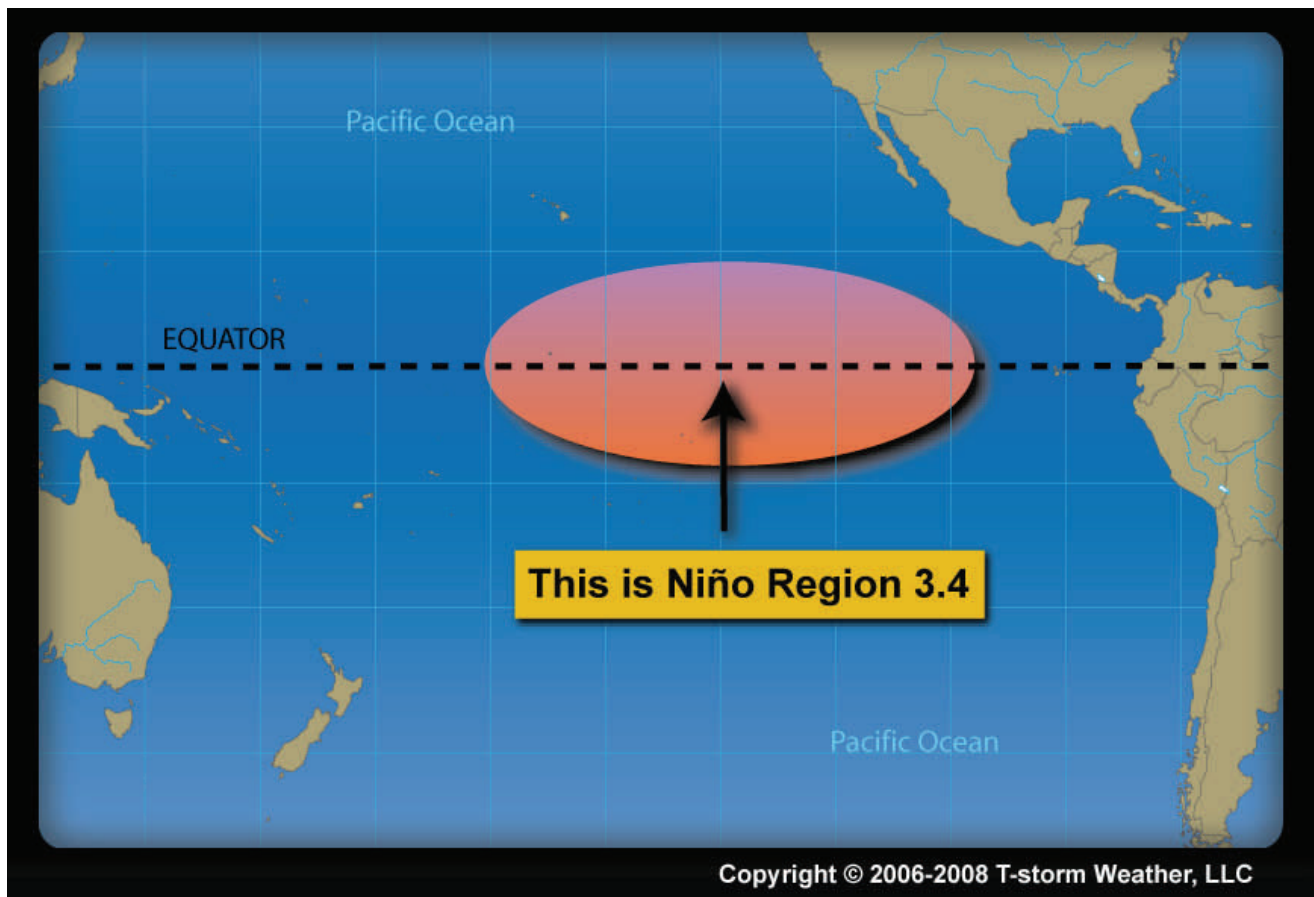 Pacific Ocean
EQUATOR
This is Niño Region 3.4
Pacific Ocean
Copyright © 2006-2008 T-storm Weather, LLC